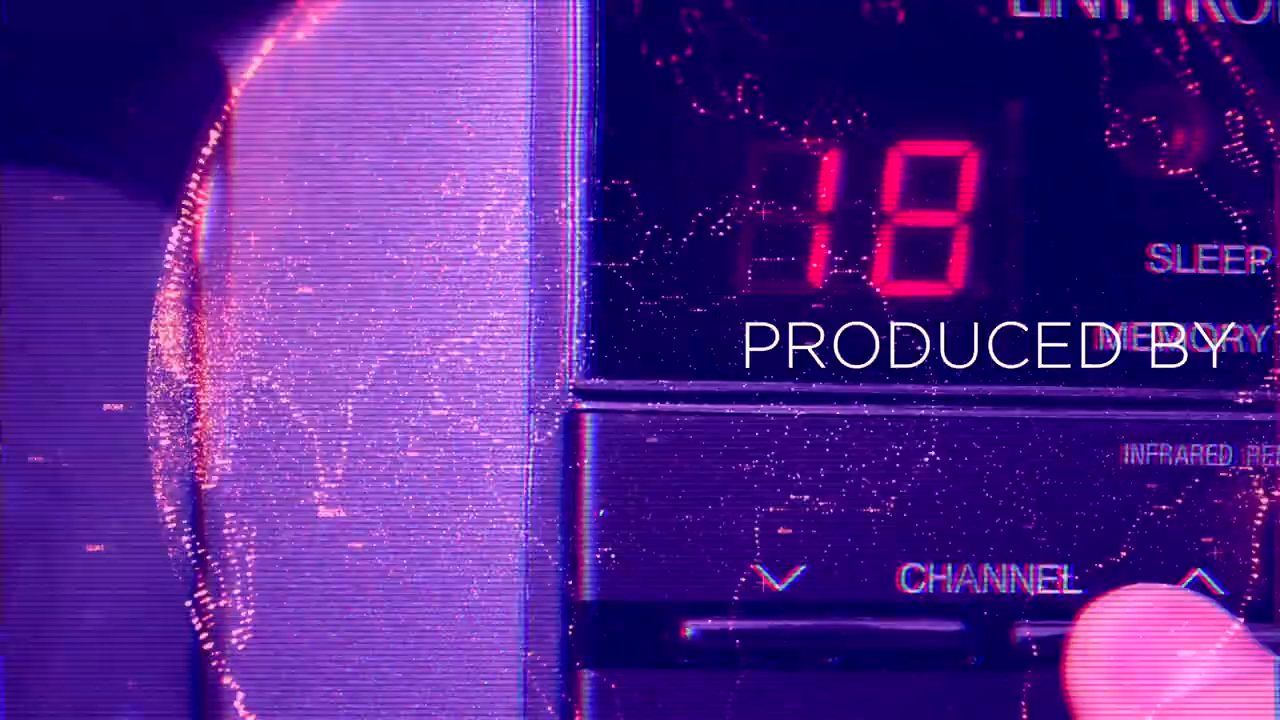 18
SLEEP
MEMORY
PRODUCED BY
INFRARED
CHANNEL